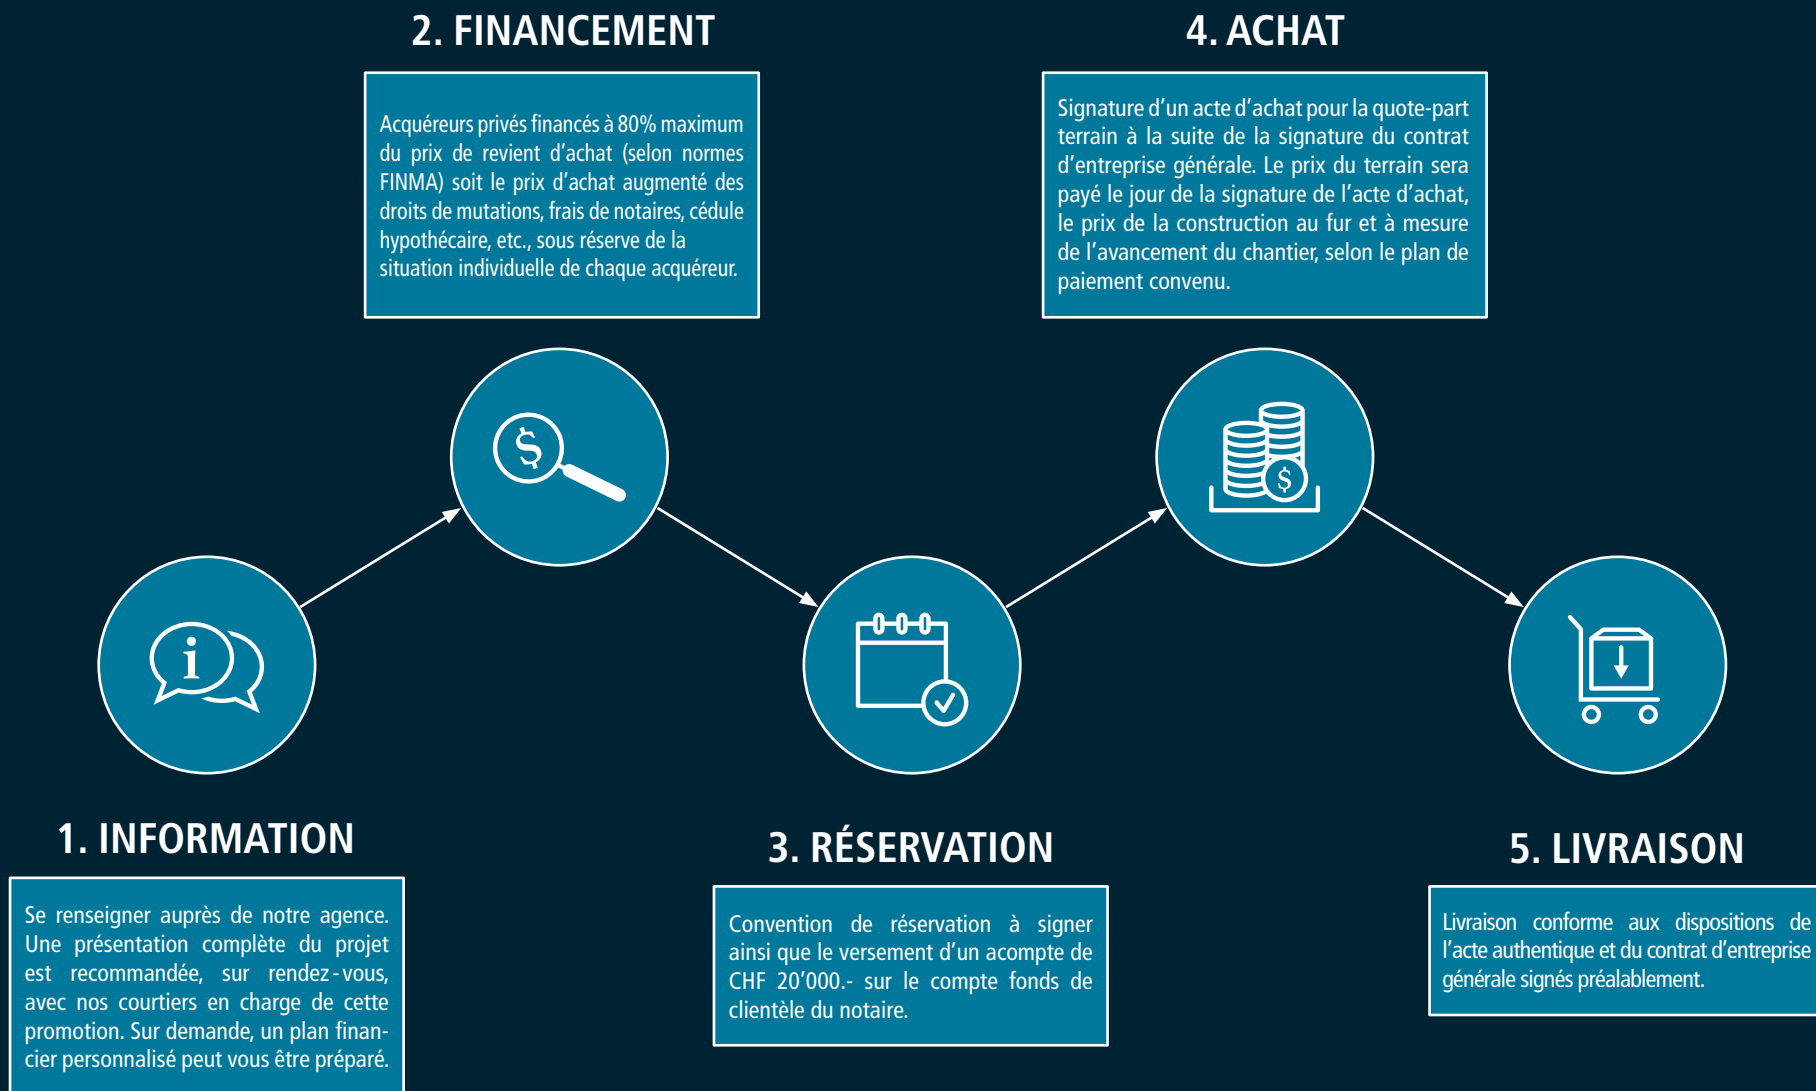 2. FINANCEMENT
Acquéreurs privés financés à 80% maximum
du prix de revient d’achat (selon normes
FINMA) soit le prix d’achat augmenté des
droits de mutations, frais de notaires, cédule
hypothécaire, etc., sous réserve de la
situation individuelle de chaque acquéreur.
4. ACHAT
Signature d’un acte d’achat pour la quote-part
terrain à la suite de la signature du contrat
d’entreprise générale. Le prix du terrain sera
payé le jour de la signature de l’acte d’achat,
le prix de la construction au fur et à mesure
de l’avancement du chantier, selon le plan de
paiement convenu.
$
$
i
1. INFORMATION
Se renseigner auprès de notre agence.
Une présentation complète du projet
est recommandée, sur rendez-vous,
avec nos courtiers en charge de cette
promotion. Sur demande, un plan finan-
cier personnalisé peut vous être préparé.
3. RÉSERVATION
Convention de réservation à signer
ainsi que le versement d’un acompte de
CHF 20’000.- sur le compte fonds de
clientèle du notaire.
5. LIVRAISON
Livraison conforme aux dispositions de
l’acte authentique et du contrat d’entreprise
générale signés préalablement.